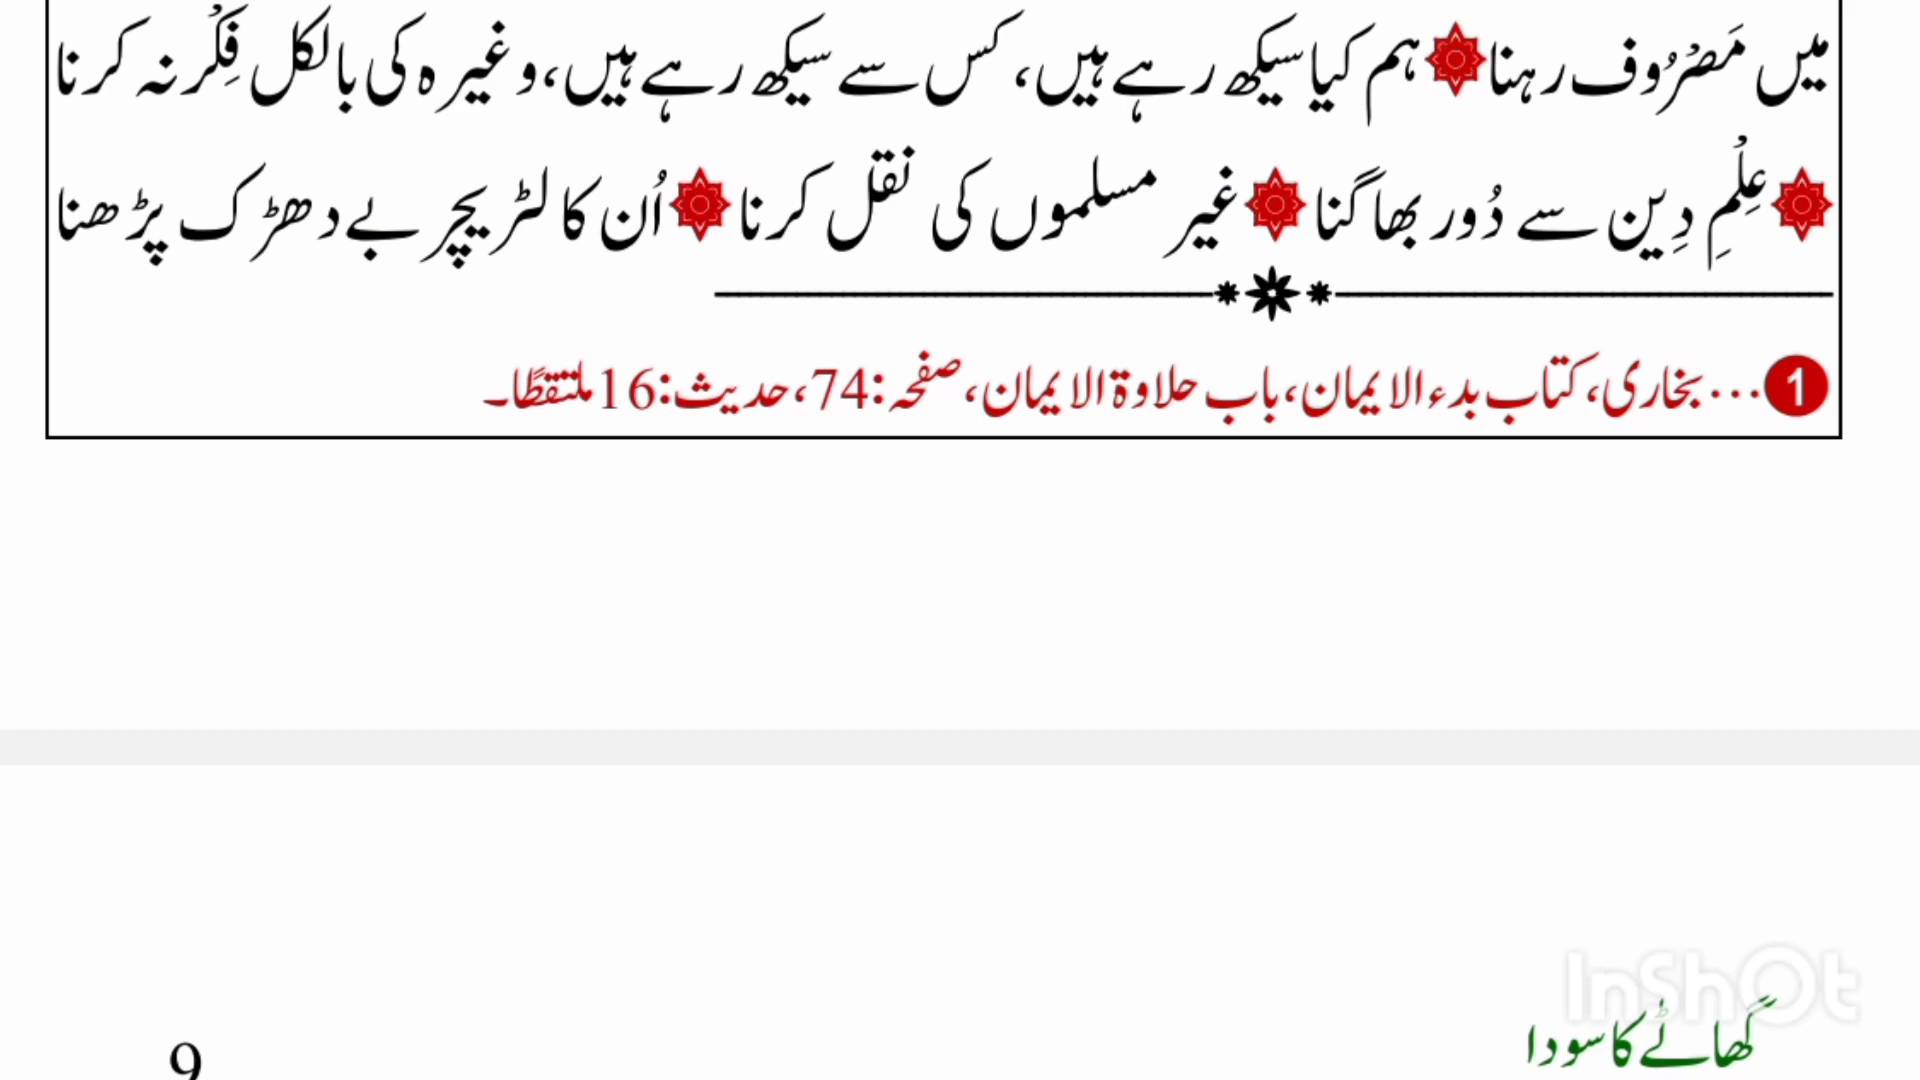 میں مَصْرُوف رہنا ہم کیا سیکھ رہے ہیں، کس سے سیکھ رہے ہیں، وغیرہ کی بالکل فِکْر نہ کرنا
عِلْمِ دِین سے دُور بھاگنا غیر مسلموں کی نقل کرنا اُن کا لٹریچر بے دھڑک پڑھنا
1...بخاری، کتاب بدء الایمان، باب حلاوۃ الایمان، صفحہ:74، حدیث:16 ملتقطًا۔
InShOt
گھاٹے کا سودا
9